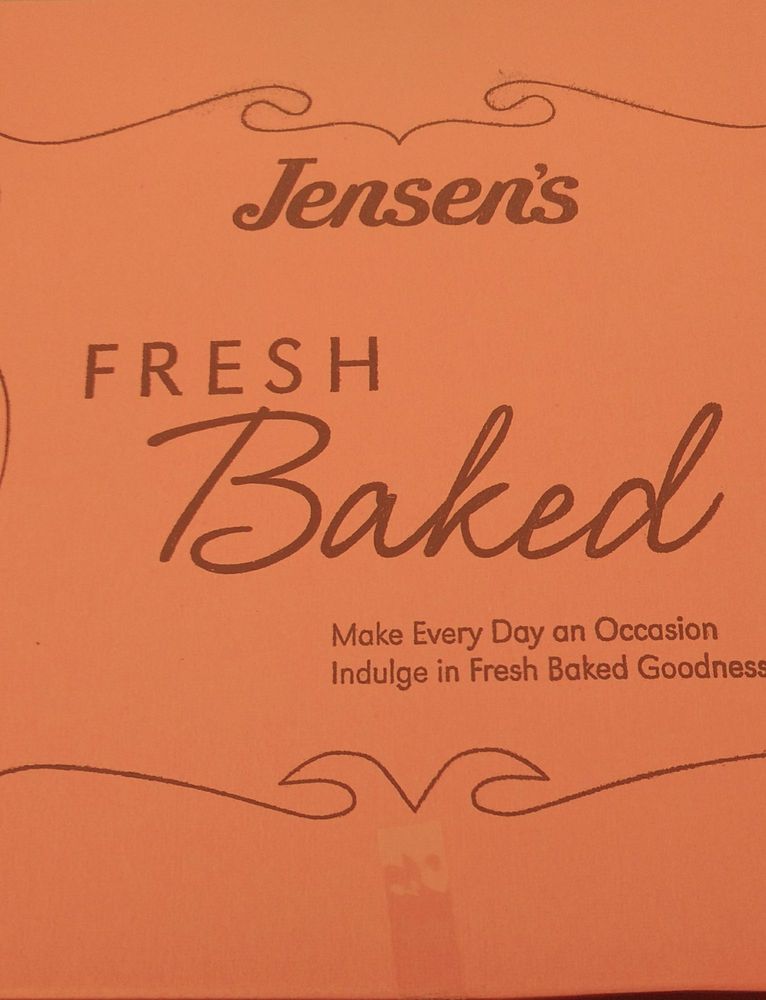 Jensen's
FRESH
Baked
Make Every Day an Occasion
Indulge in Fresh Baked Goodness